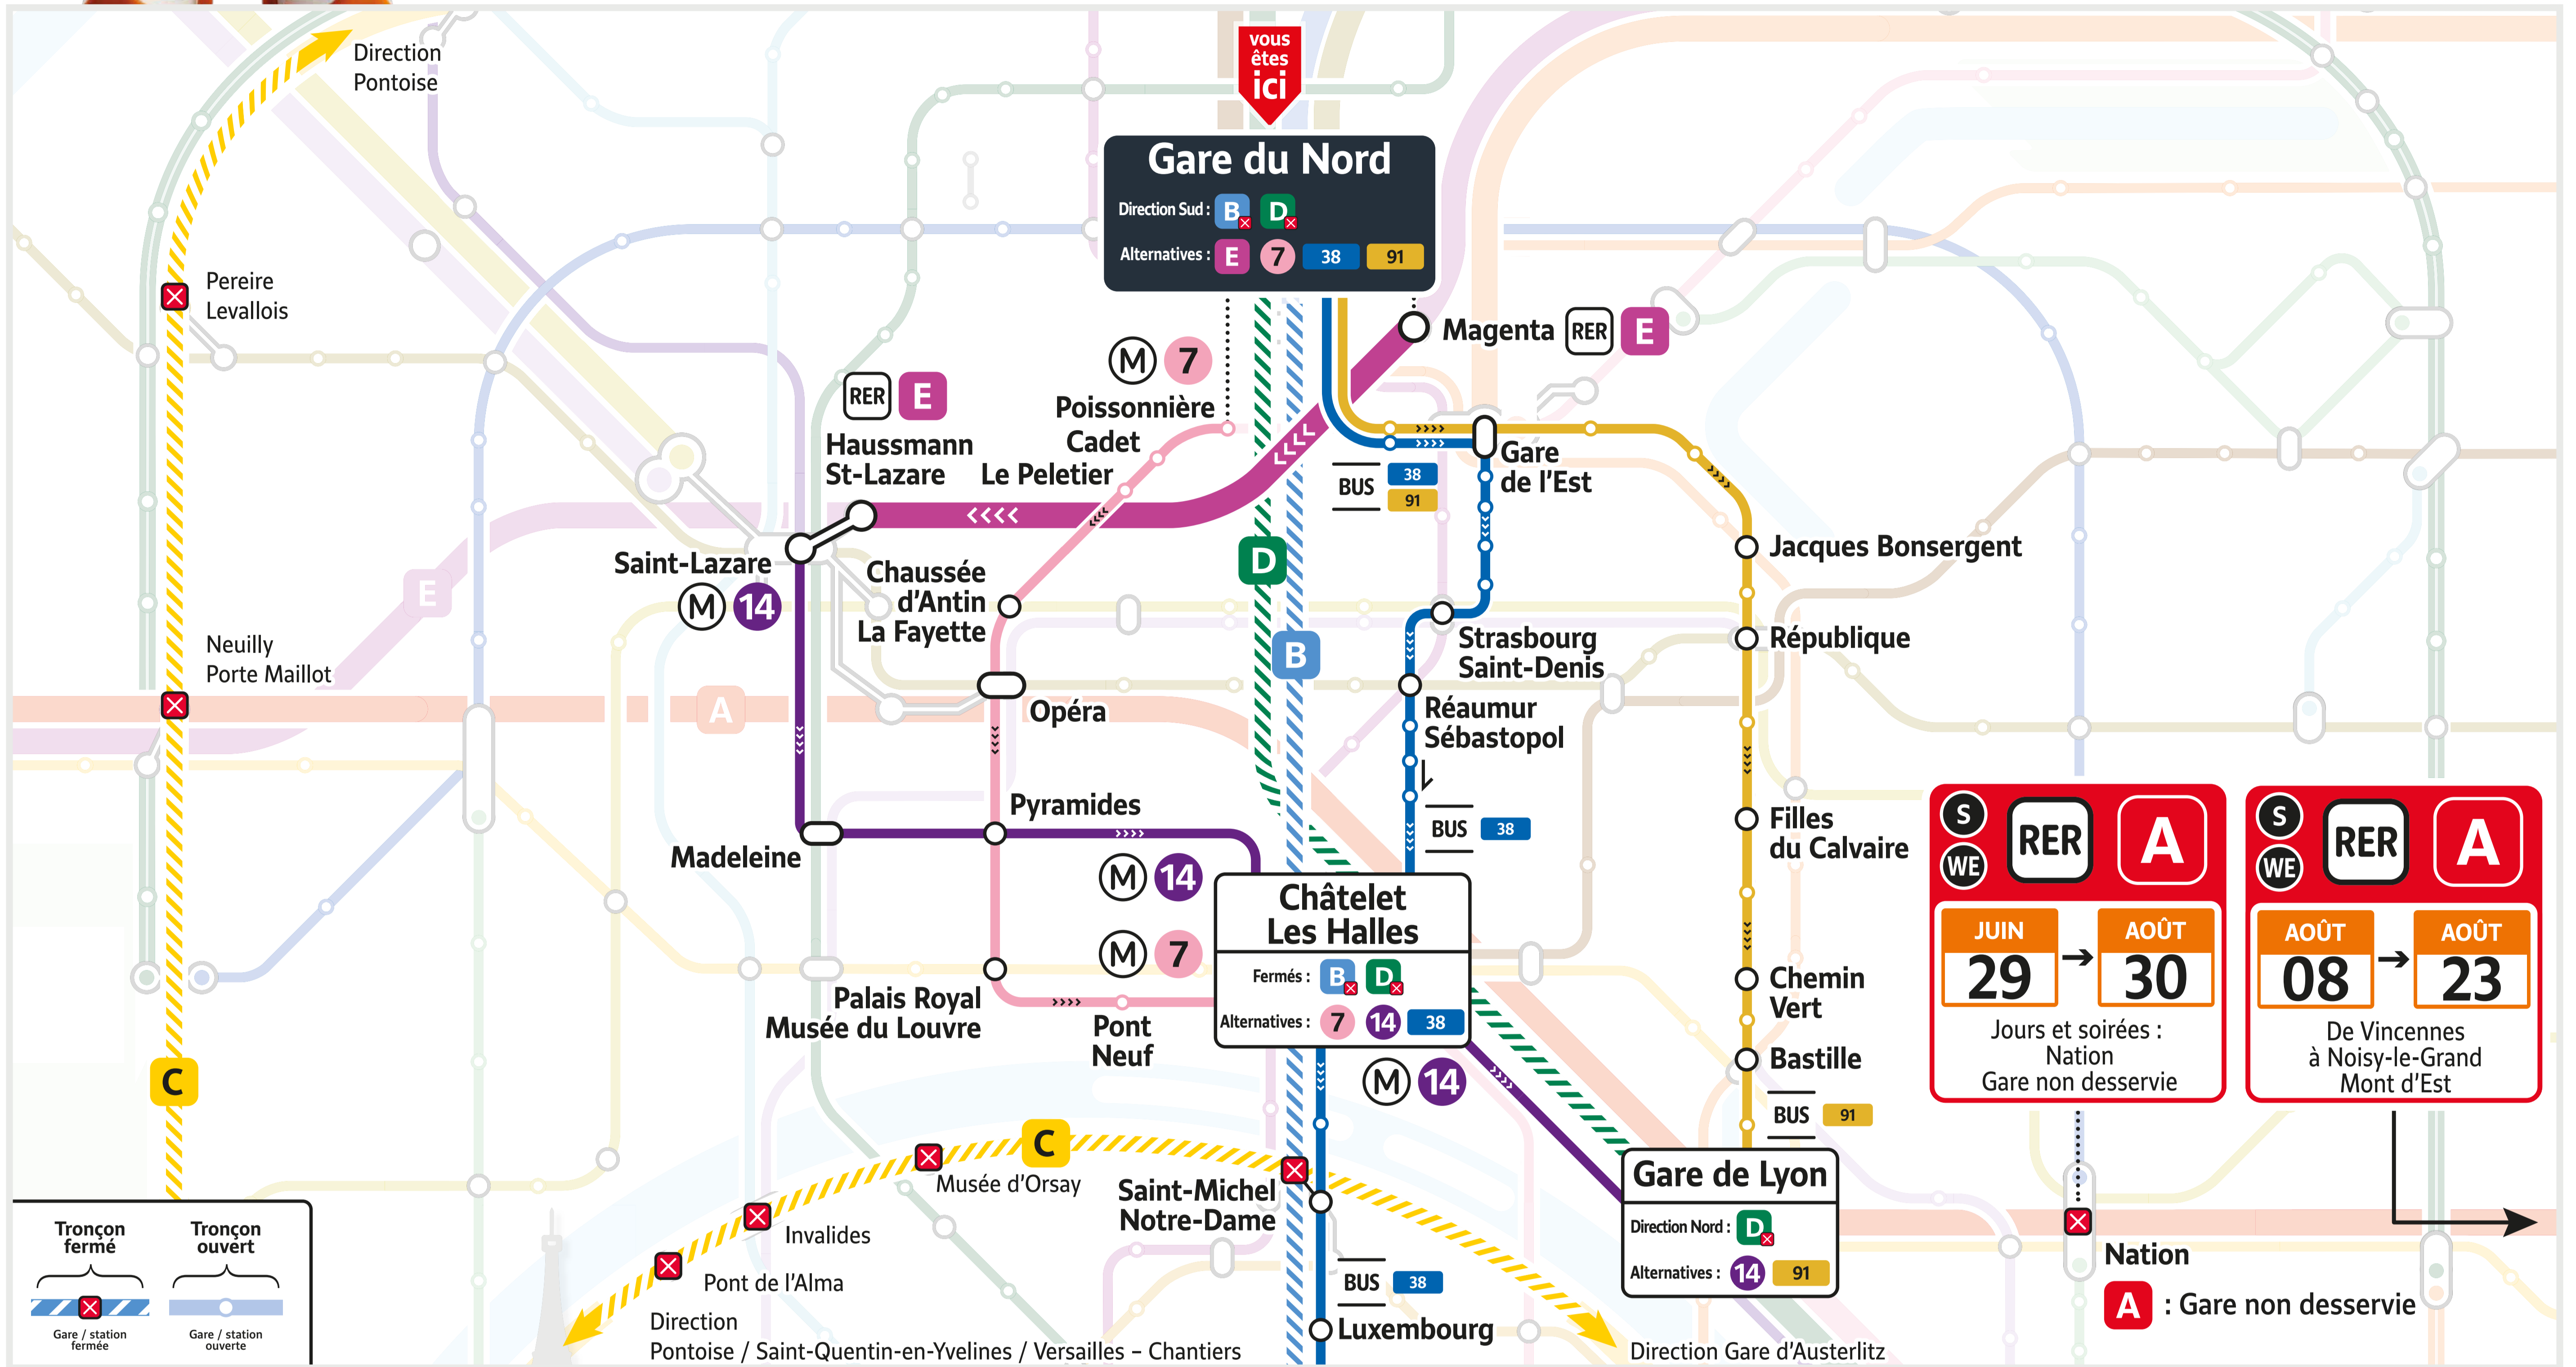 Direction
Pontoise
vous
êtes
ici
Gare du Nord
Direction Sud : B D
Alternatives : E 7 38 91
Pereire
Levallois
Magenta RER E
M 7
Poissonnière
Cadet
Le Peletier
RER E
Haussmann
St-Lazare
Gare
de l'Est
BUS 38
91
Saint-Lazare
M 14
Chaussée
d'Antin
La Fayette
D
B
E
A
Jacques Bonsergent
Strasbourg
Saint-Denis
République
Neuilly
Porte Maillot
Opéra
Réaumur
Sébastopol
BUS 38
Pyramides
Madeleine
M 14
M 7
Filles
du Calvaire
Châtelet
Les Halles
Fermés : B D
Alternatives : 7 14 38
Palais Royal
Musée du Louvre
Pont
Neuf
Chemin
Vert
Bastille
BUS 91
M 14
S
WE
RER A
JUIN
29
AOÛT
30
Jours et soirées :
Nation
Gare non desservie
S
WE
RER A
AOÛT
08
AOÛT
23
De Vincennes
à Noisy-le-Grand
Mont d'Est
C
C
Musée d'Orsay
Invalides
Pont de l'Alma
Saint-Michel
Notre-Dame
BUS 38
Luxembourg
Gare de Lyon
Direction Nord : D
Alternatives : 14 91
Nation
A : Gare non desservie
Direction
Pontoise / Saint-Quentin-en-Yvelines / Versailles – Chantiers
Direction Gare d'Austerlitz
Tronçon
fermé
Tronçon
ouvert
Gare / station
fermée
Gare / station
ouverte